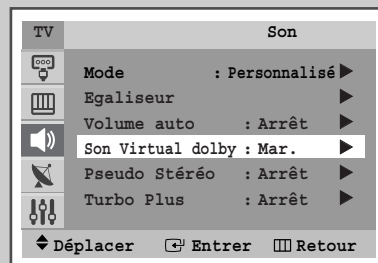 TV Son
Mode : Personnalisé
Egaliseur
Volume auto : Arrêt
Son Virtual dolby : Mar.
Pseudo Stéréo : Arrêt
Turbo Plus : Arrêt
Déplacer Entrer Retour